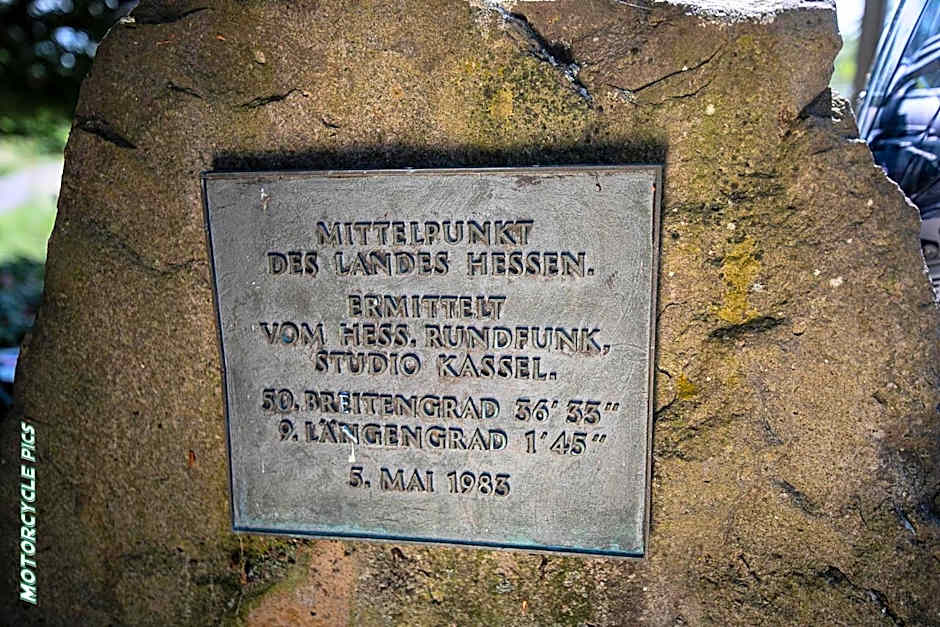 MITTELPUNKT
DES LANDES HESSEN.
ERMITTELT
VOM HESS. RUNDFUNK,
STUDIO KASSEL.
50. BREITENGRAD 36' 33"
9. LÄNGENGRAD 1' 45"
5. MAI 1983
MOTORCYCLE PICS